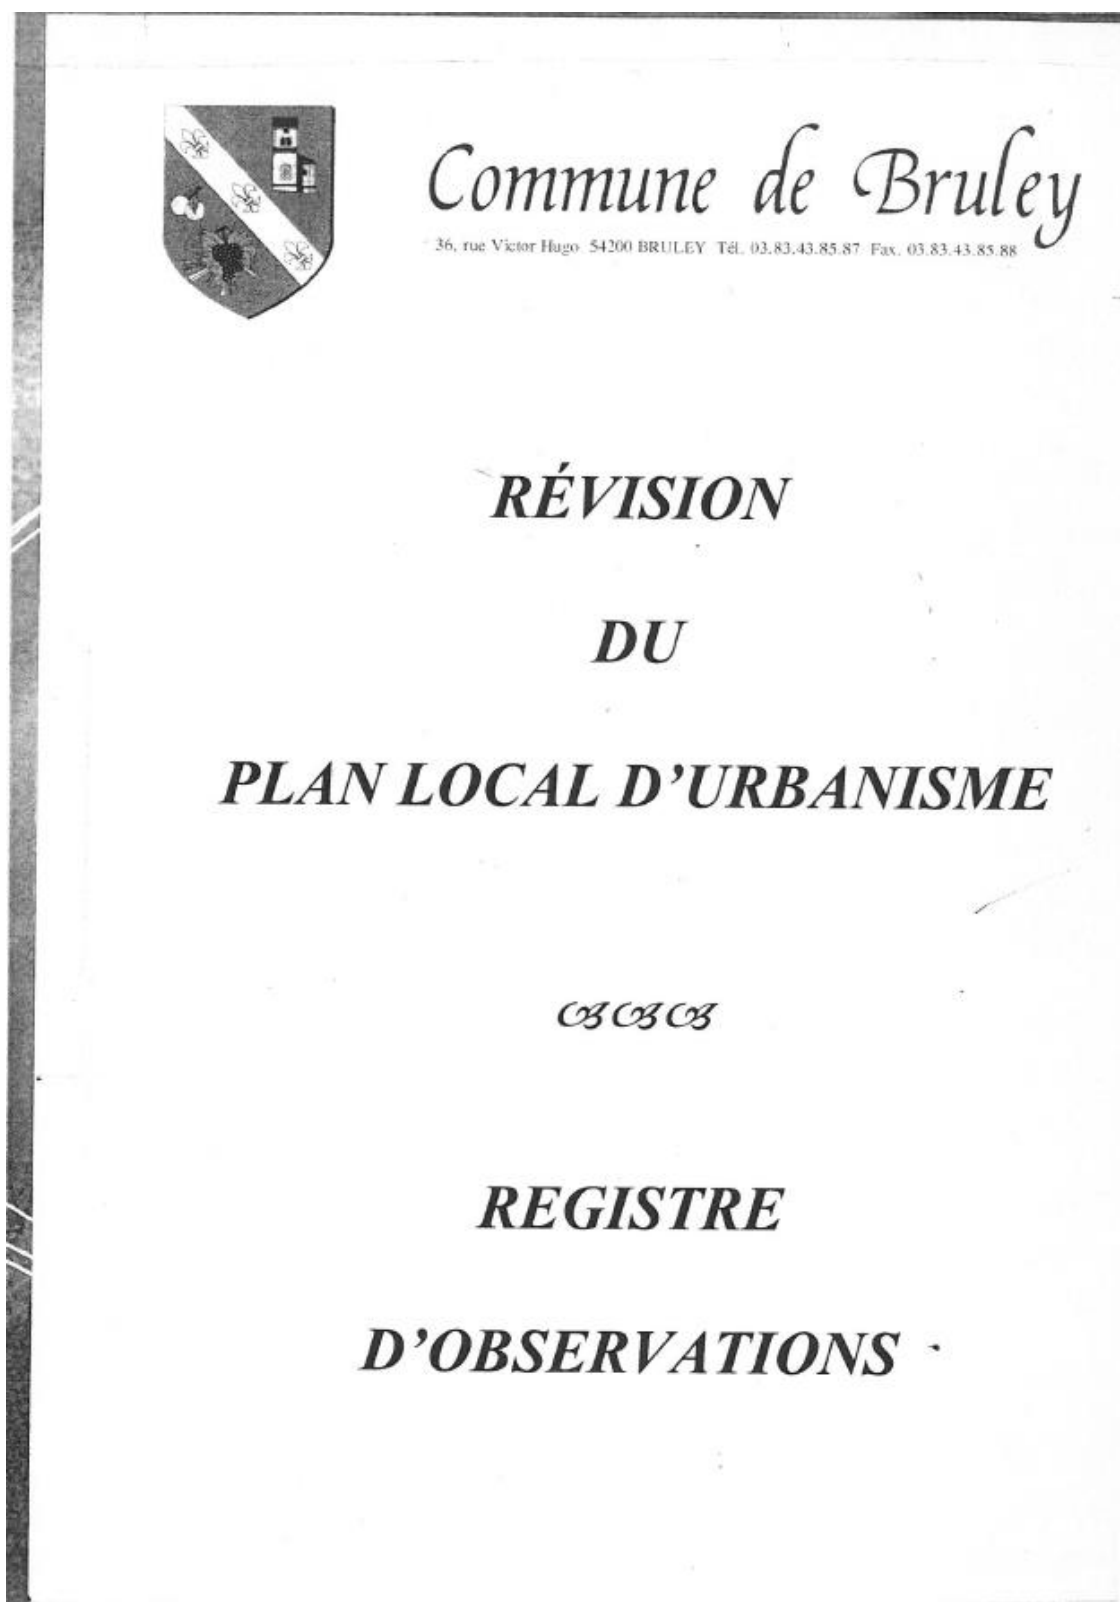 Commune de Bruley
36, rue Victor Hugo 54200 BRULEY Tél. 03.83.43.85.87 Fax. 03.83.43.85.88
RÉVISION
DU
PLAN LOCAL D'URBANISME
REGISTRE
D'OBSERVATIONS